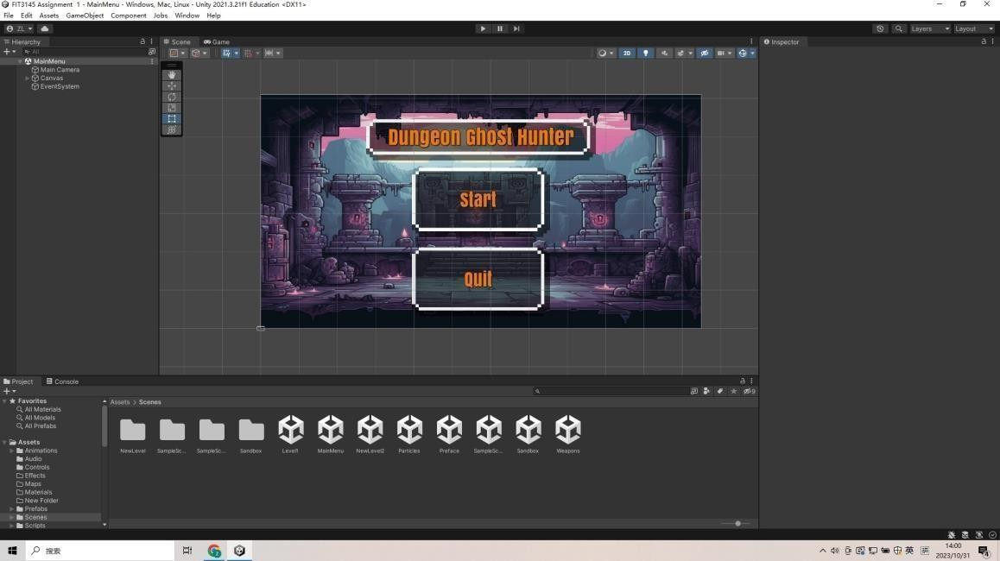 FIT3145 Assignment 1 - MainMenu - Windows, Mac, Linux - Unity 2021.3.21f1 Education <DX11>
File Edit Assets GameObject Component Jobs Window Help
ZL
Layers
Layout
Hierarchy
Scene
Game
Inspector
All
2D
MainMenu
Main Camera
Canvas
EventSystem
Dungeon Ghost Hunter
Start
Quit
Project
Console
9
Favorites
All Materials
All Models
All Prefabs
Assets
Animations
Audio
Controls
Effects
Maps
Materials
New Folder
Prefabs
Scenes
Scripts
Assets > Scenes
NewLevel SampleSc... SampleSc... Sandbox Level1 MainMenu NewLevel2 Particles Preface SampleSc... Sandbox Weapons
搜索
中 英 拼
14:00
2023/10/31
4